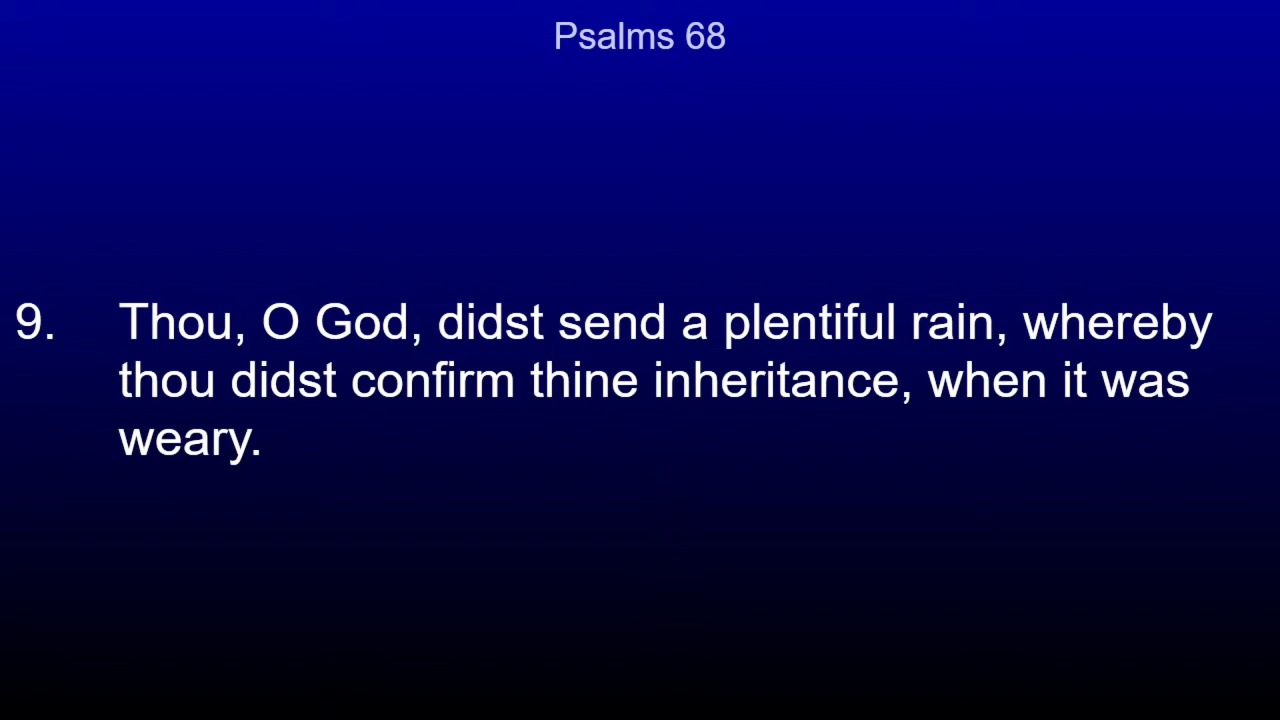 Psalms 68
9. Thou, O God, didst send a plentiful rain, whereby
thou didst confirm thine inheritance, when it was
weary.